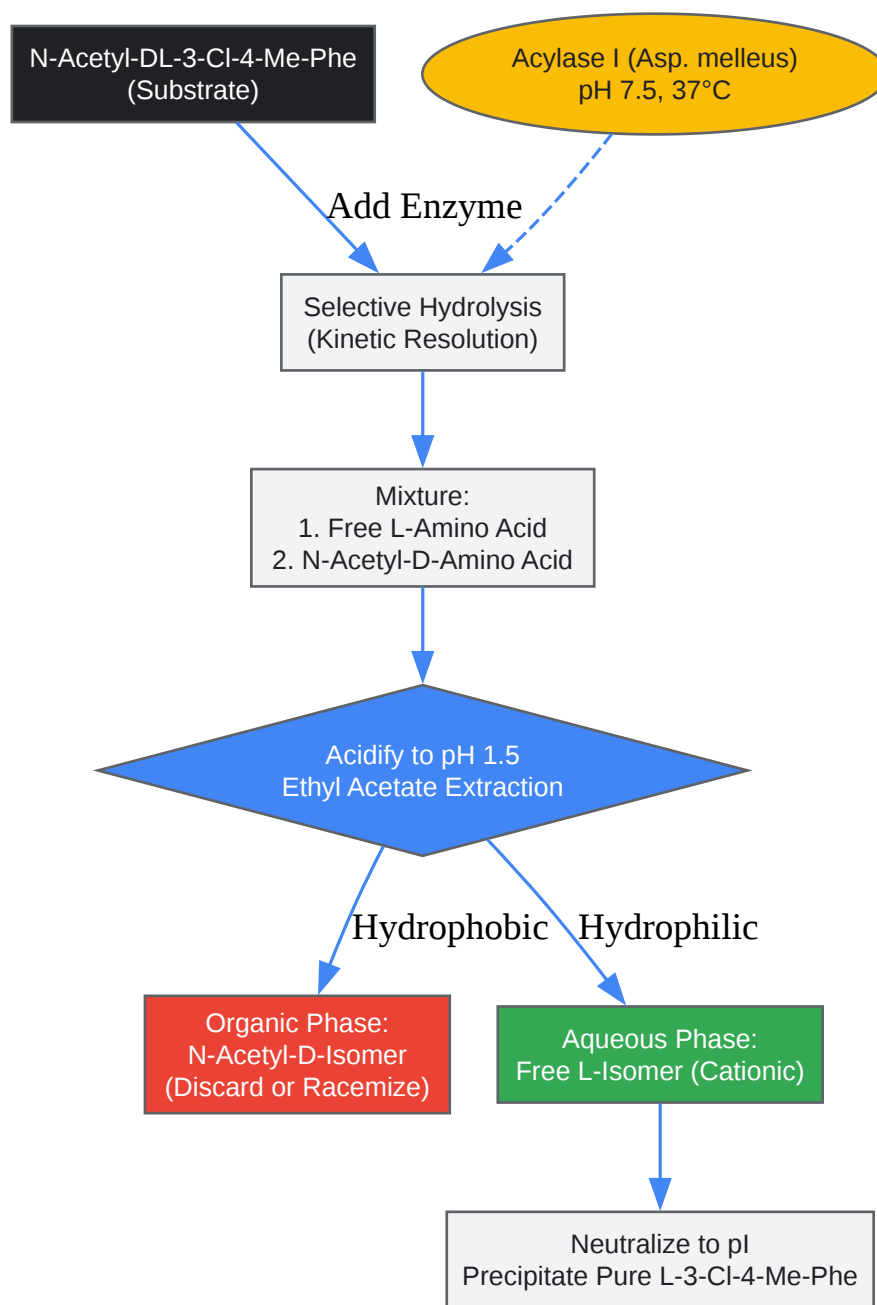 N-Acetyl-DL-3-Cl-4-Me-Phe
(Substrate)
Acylase I (Asp. melleus)
pH 7.5, 37°C
Add Enzyme
Selective Hydrolysis
(Kinetic Resolution)
Mixture:
1. Free L-Amino Acid
2. N-Acetyl-D-Amino Acid
Acidify to pH 1.5
Ethyl Acetate Extraction
Hydrophobic
Hydrophilic
Organic Phase:
N-Acetyl-D-Isomer
(Discard or Racemize)
Aqueous Phase:
Free L-Isomer (Cationic)
Neutralize to pI
Precipitate Pure L-3-Cl-4-Me-Phe